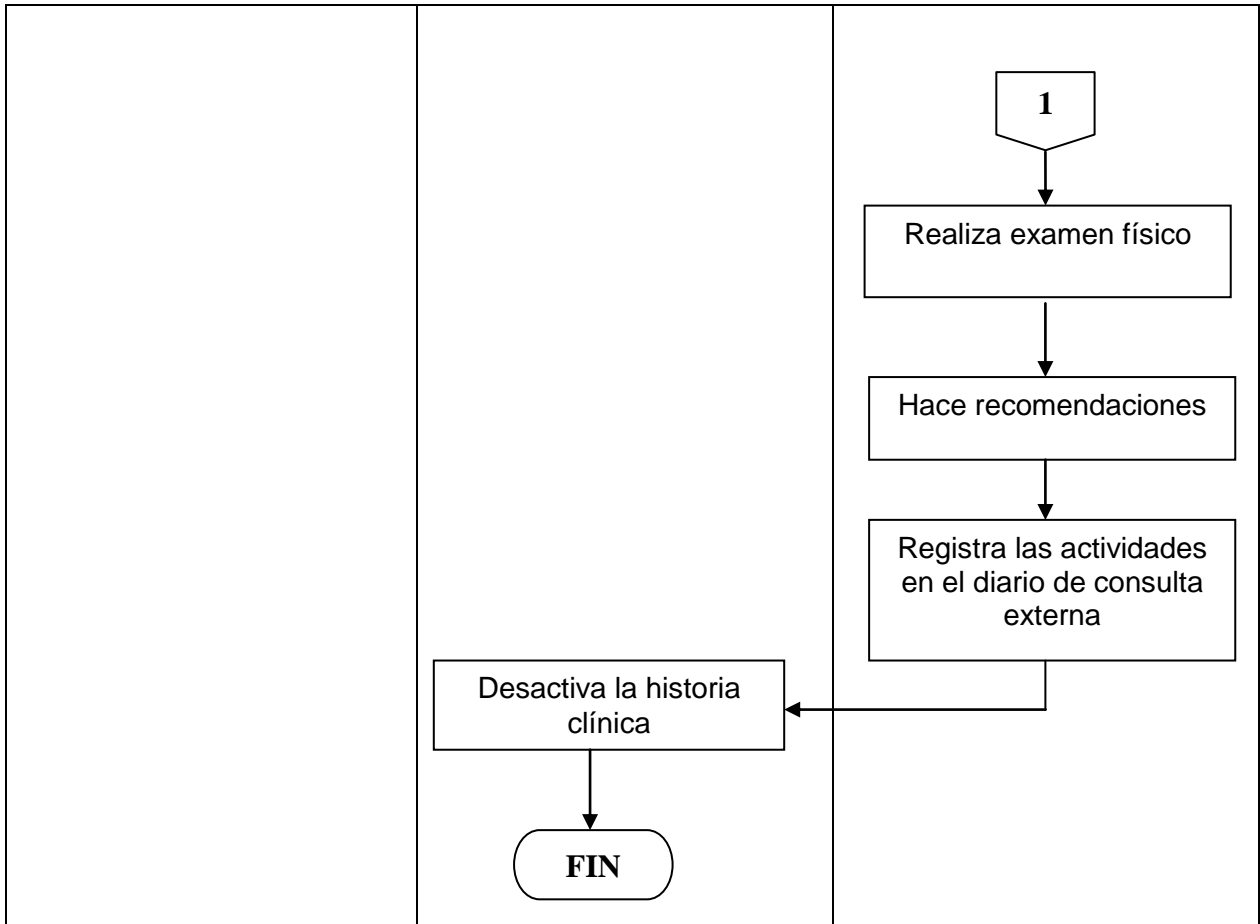 1
Realiza examen físico
Hace recomendaciones
Registra las actividades
en el diario de consulta
externa
Desactiva la historia
clínica
FIN